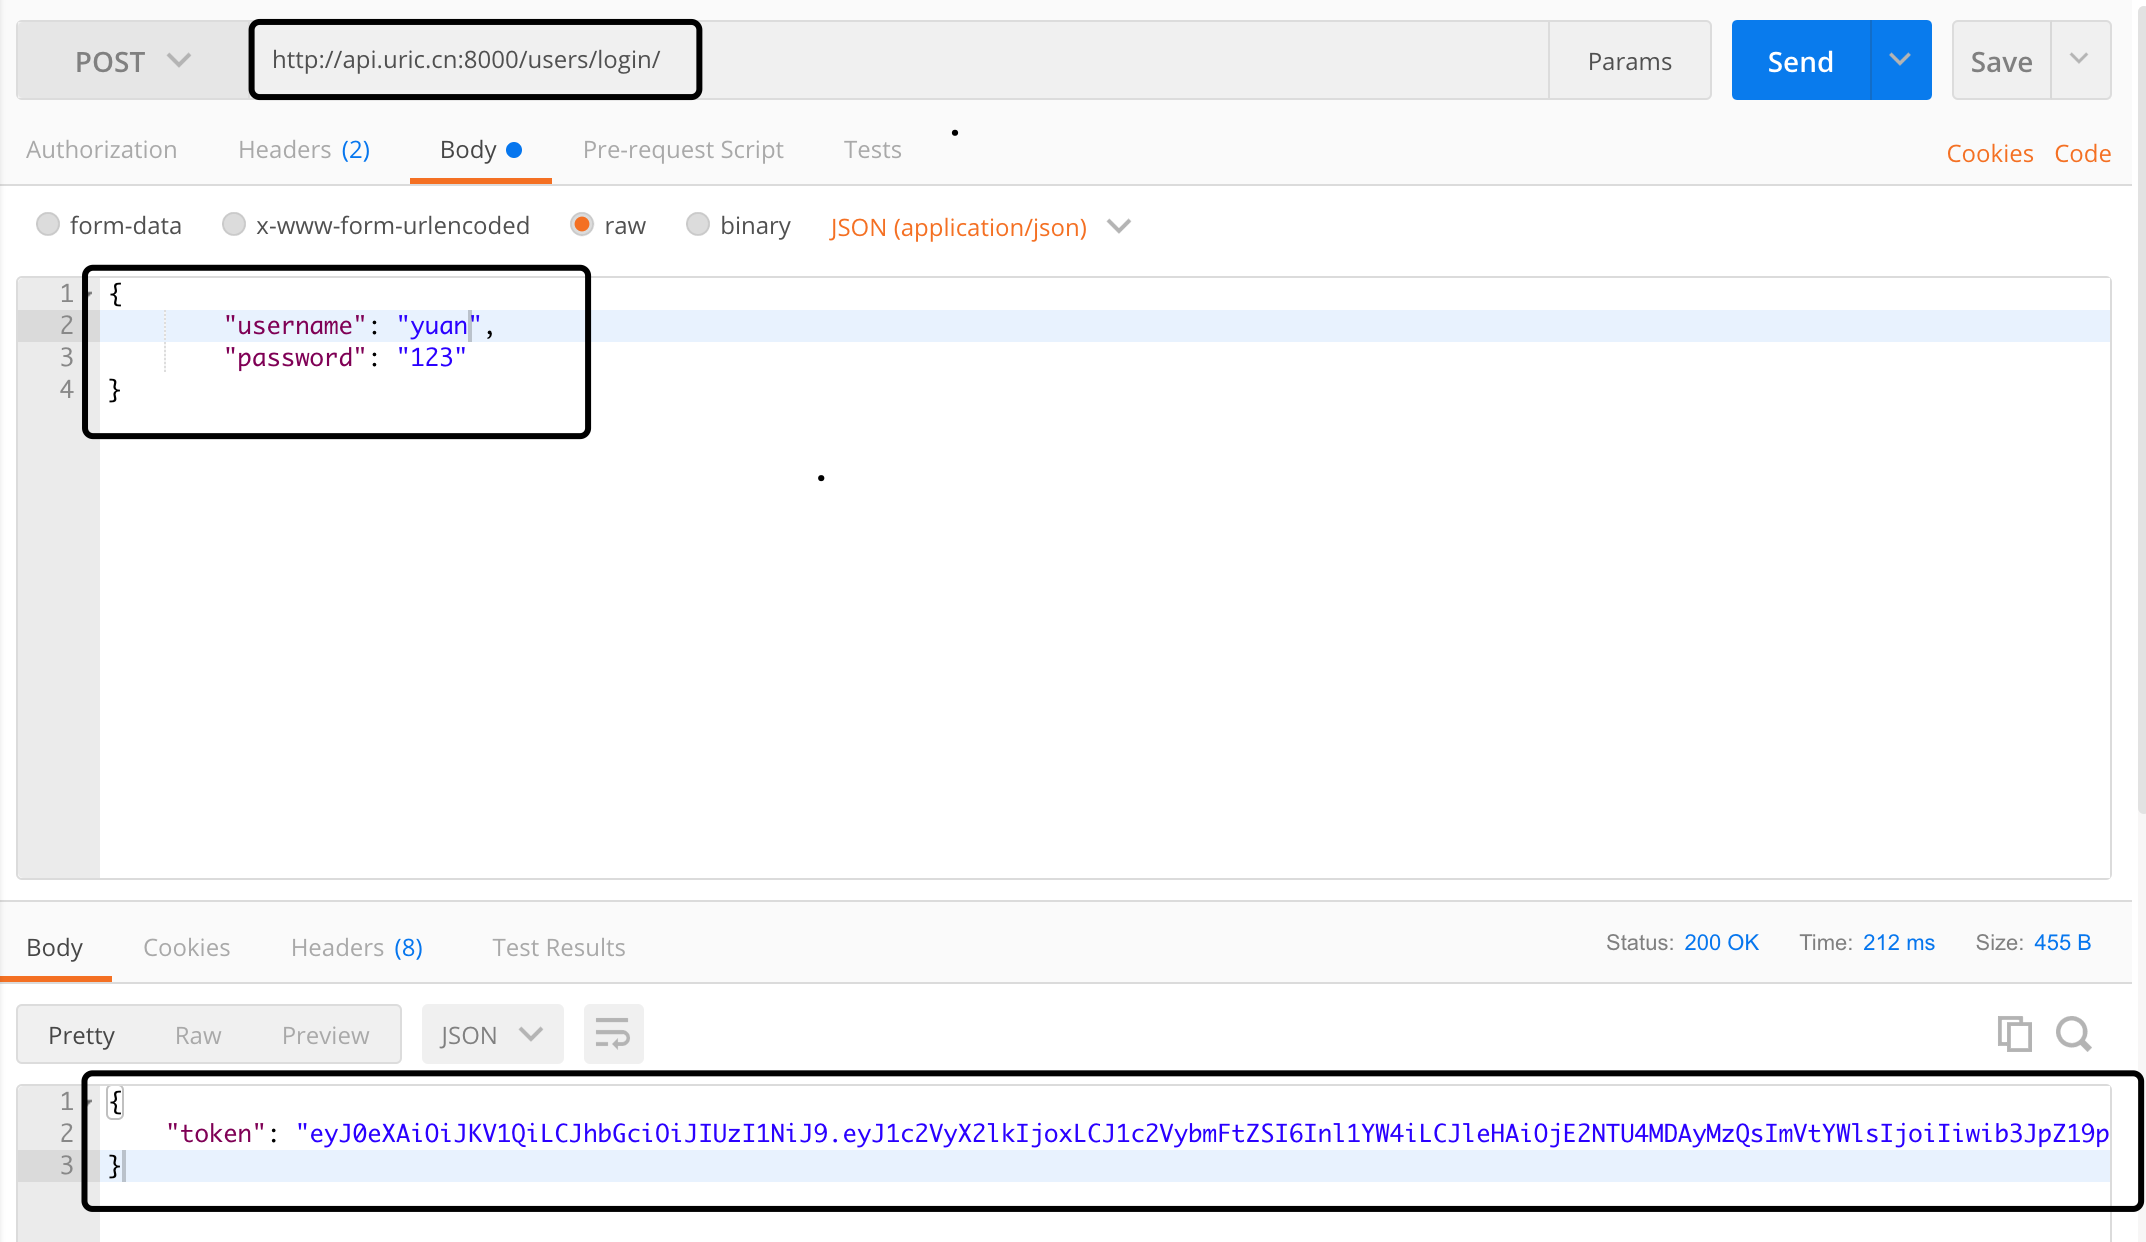 POST http://api.uric.cn:8000/users/login/ Params Send Save
Authorization Headers (2) Body Pre-request Script Tests Cookies Code
form-data x-www-form-urlencoded raw binary JSON (application/json)
1 {
2 "username": "yuan",
3 "password": "123"
4 }
Body Cookies Headers (8) Test Results Status: 200 OK Time: 212 ms Size: 455 B
Pretty Raw Preview JSON
1 {
2 "token": "eyJ0eXAiOiJKV1QiLCJhbGciOiJIUzI1NiJ9.eyJ1c2VyX2lkIjoxLCJ1c2VybmFtZSI6Inl1YW4iLCJleHAiOjE2NTU4MDAyMzQsImVtYWlsIjoiIiwib3JpZ19p
3 }